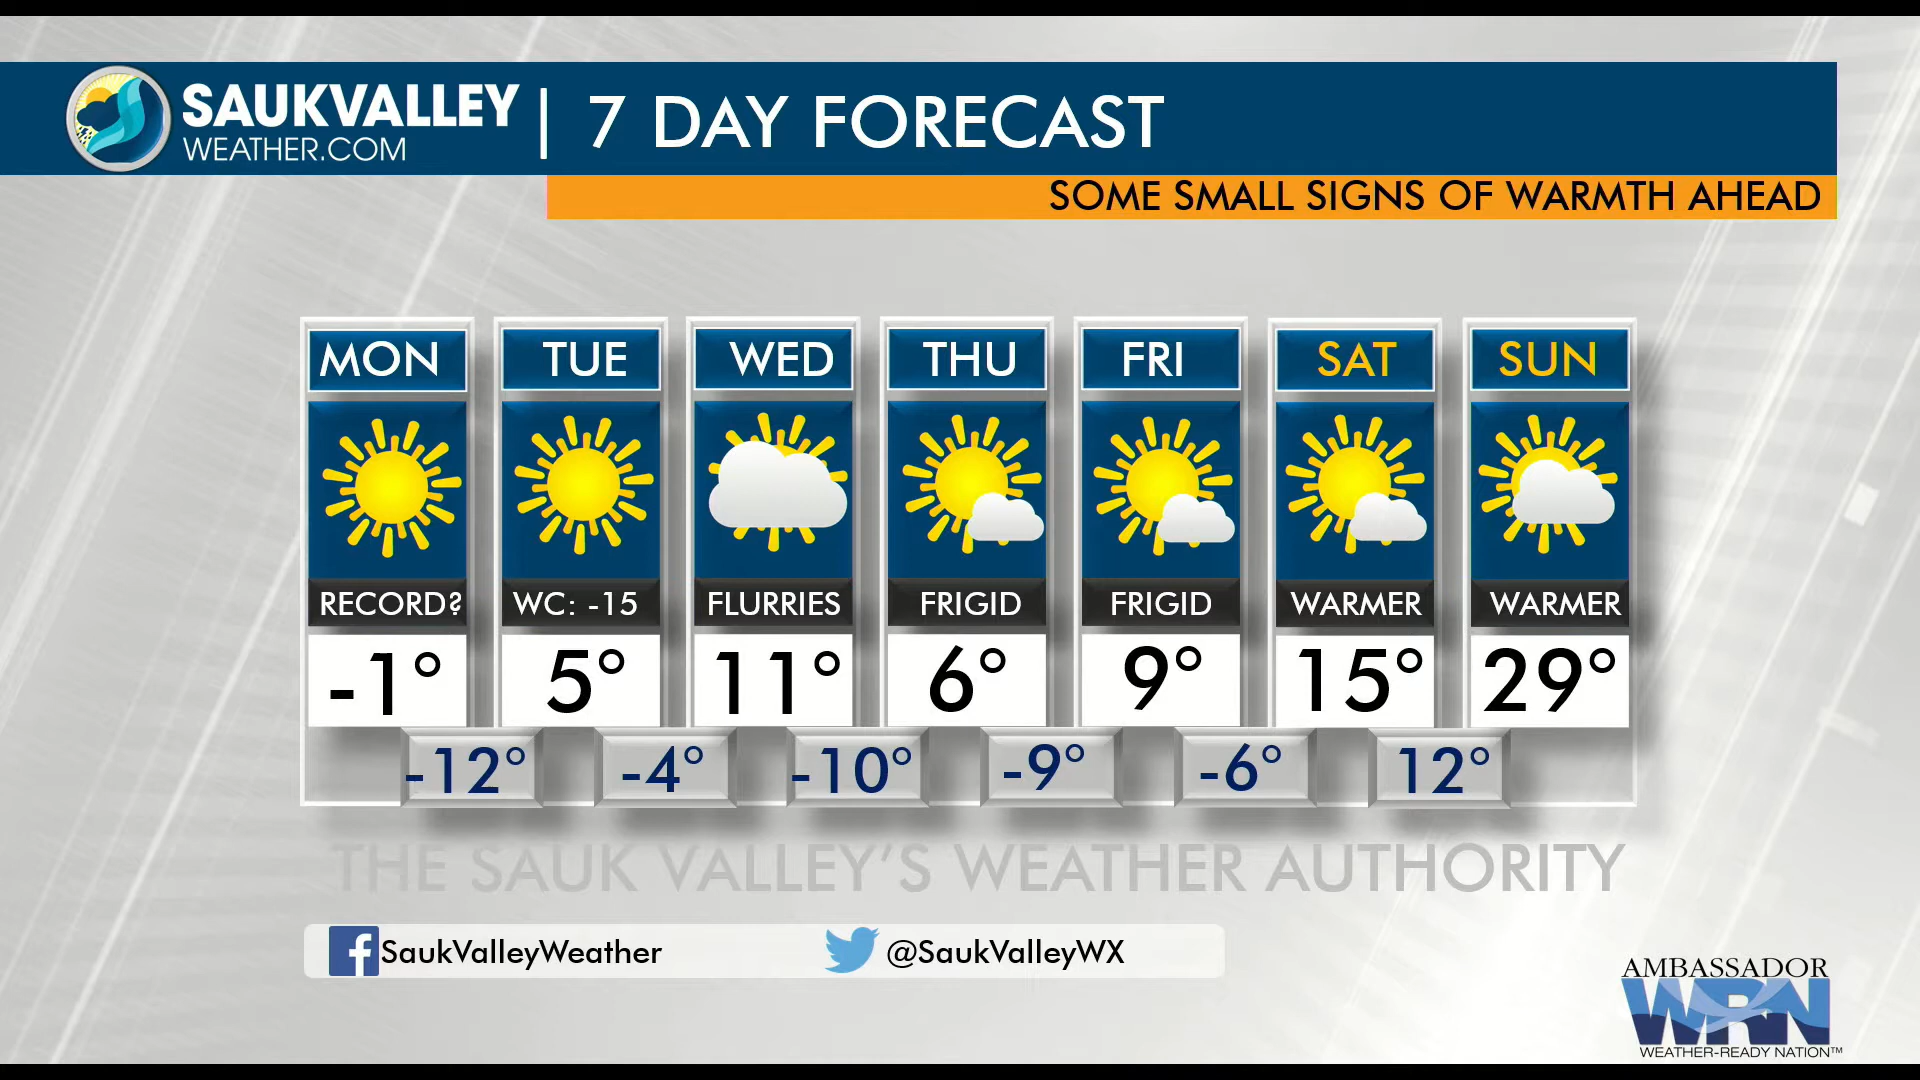 SAUKVALLEY
WEATHER.COM
7 DAY FORECAST
SOME SMALL SIGNS OF WARMTH AHEAD
MON TUE WED THU FRI SAT SUN
RECORD? WC: -15 FLURRIES FRIGID FRIGID WARMER WARMER
-1° 5° 11° 6° 9° 15° 29°
-12° -4° -10° -9° -6° 12°
THE SAUK VALLEY'S WEATHER AUTHORITY
f SaukValleyWeather @SaukValleyWX
AMBASSADOR
WRN
WEATHER-READY NATION™